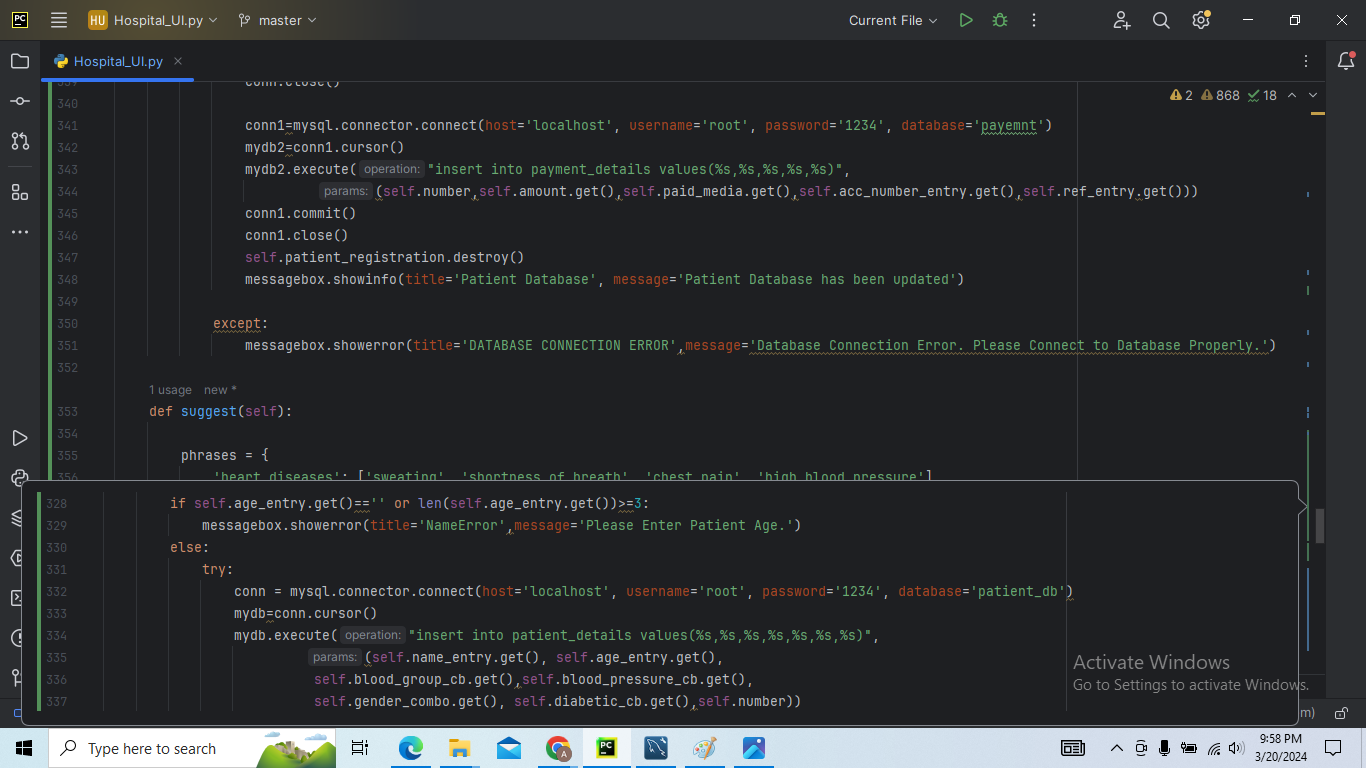 PC HU Hospital_UI.py master Current File
Hospital_UI.py
339 conn.close()
2 868 18
340
341 conn1=mysql.connector.connect(host='localhost', username='root', password='1234', database='payemnt')
342 mydb2=conn1.cursor()
343 mydb2.execute( operation: "insert into payment_details values(%s,%s,%s,%s,%s)",
344 params: (self.number,self.amount.get(),self.paid_media.get(),self.acc_number_entry.get(),self.ref_entry.get()))
345 conn1.commit()
346 conn1.close()
347 self.patient_registration.destroy()
348 messagebox.showinfo(title='Patient Database', message='Patient Database has been updated')
349
350 except:
351 messagebox.showerror(title='DATABASE CONNECTION ERROR',message='Database Connection Error. Please Connect to Database Properly.')
352
1 usage new *
353 def suggest(self):
354
355 phrases = {
356 'heart diseases': ['sweating', 'shortness of breath', 'chest pain', 'high blood pressure']
328 if self.age_entry.get()=='' or len(self.age_entry.get())>=3:
329 messagebox.showerror(title='NameError',message='Please Enter Patient Age.')
330 else:
331 try:
332 conn = mysql.connector.connect(host='localhost', username='root', password='1234', database='patient_db')
333 mydb=conn.cursor()
334 mydb.execute( operation: "insert into patient_details values(%s,%s,%s,%s,%s,%s,%s)",
335 params: (self.name_entry.get(), self.age_entry.get(),
336 self.blood_group_cb.get(),self.blood_pressure_cb.get(),
337 self.gender_combo.get(), self.diabetic_cb.get(),self.number))
Activate Windows
Go to Settings to activate Windows.
m)
Type here to search
A PC
9:58 PM
3/20/2024